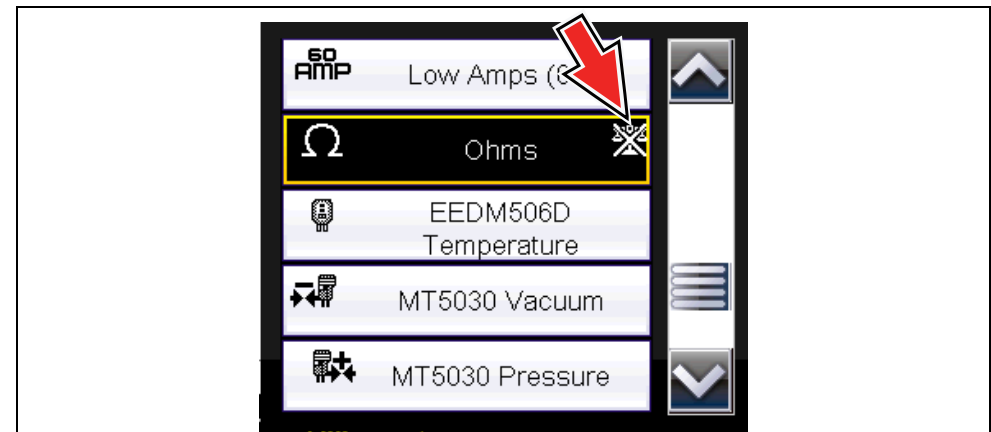 60
AMP
Low Amps (6
Ω
Ohms
EEDM506D
Temperature
MT5030 Vacuum
MT5030 Pressure